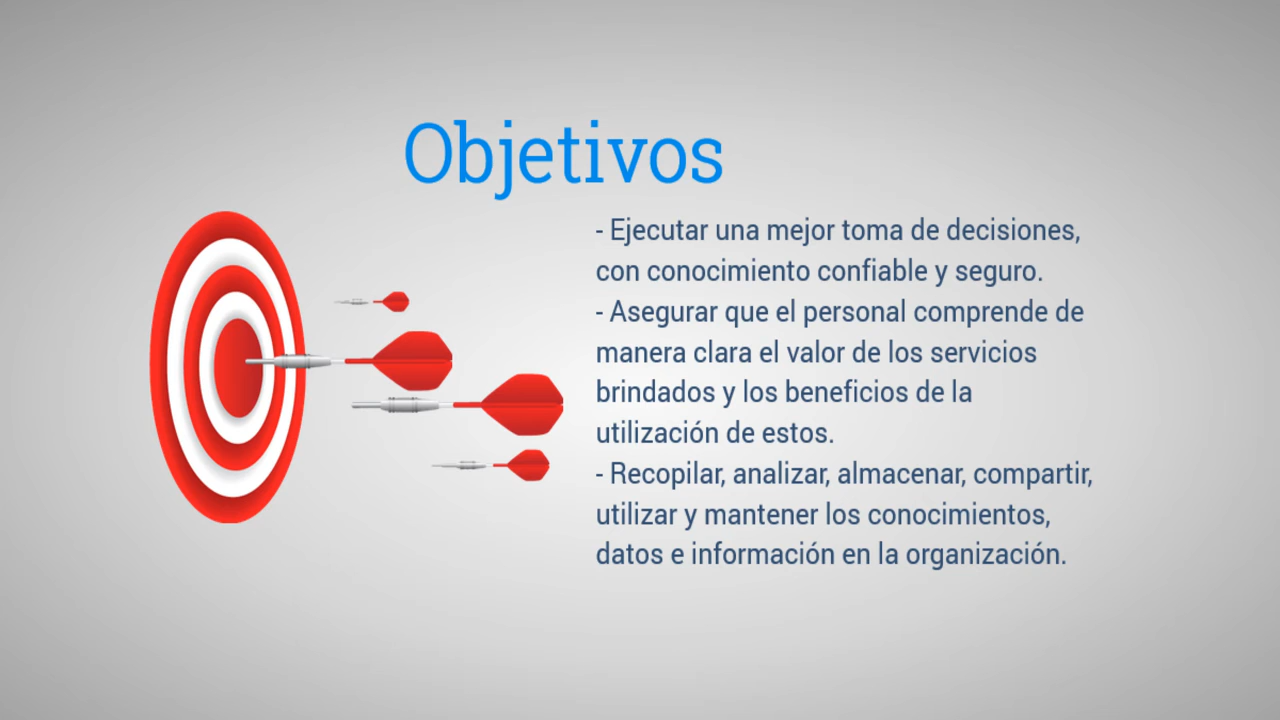 Objetivos
- Ejecutar una mejor toma de decisiones,
con conocimiento confiable y seguro.
- Asegurar que el personal comprende de
manera clara el valor de los servicios
brindados y los beneficios de la
utilización de estos.
- Recopilar, analizar, almacenar, compartir,
utilizar y mantener los conocimientos,
datos e información en la organización.